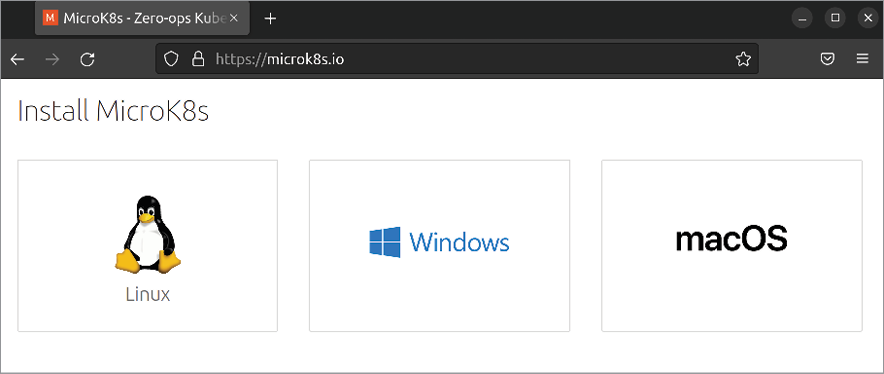 M MicroK8s - Zero-ops Kube
https://microk8s.io
Install MicroK8s
Linux
Windows
macOS